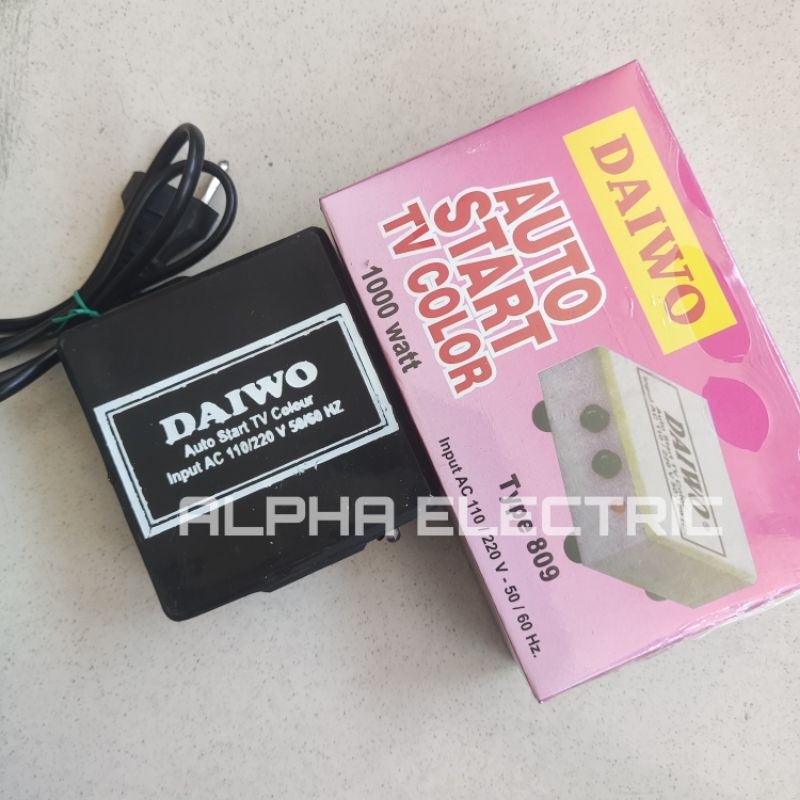 DAIWO
Auto Start TV Colour
Input AC 110/220 V 50/60 HZ
DAIWO
AUTO
START
TV COLOR
1000 watt
Type 809
Input AC 110 / 220 V - 50 / 60 Hz.
DAIWO
ALPHA ELECTRIC